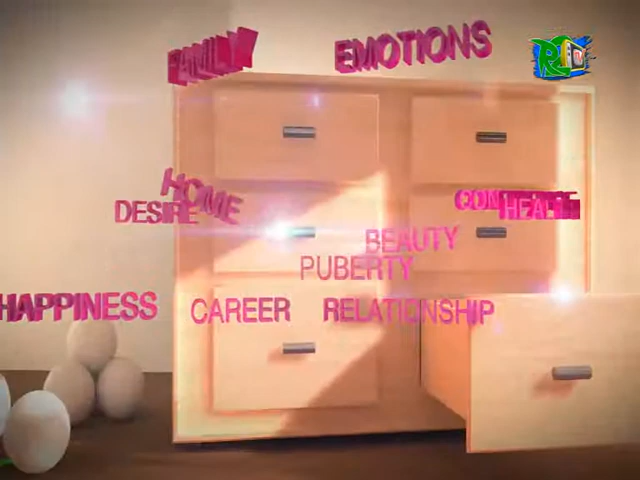 FAMILY
EMOTIONS
HOME
DESIRE
HEALTH
BEAUTY
PUBERTY
HAPPINESS
CAREER
RELATIONSHIP